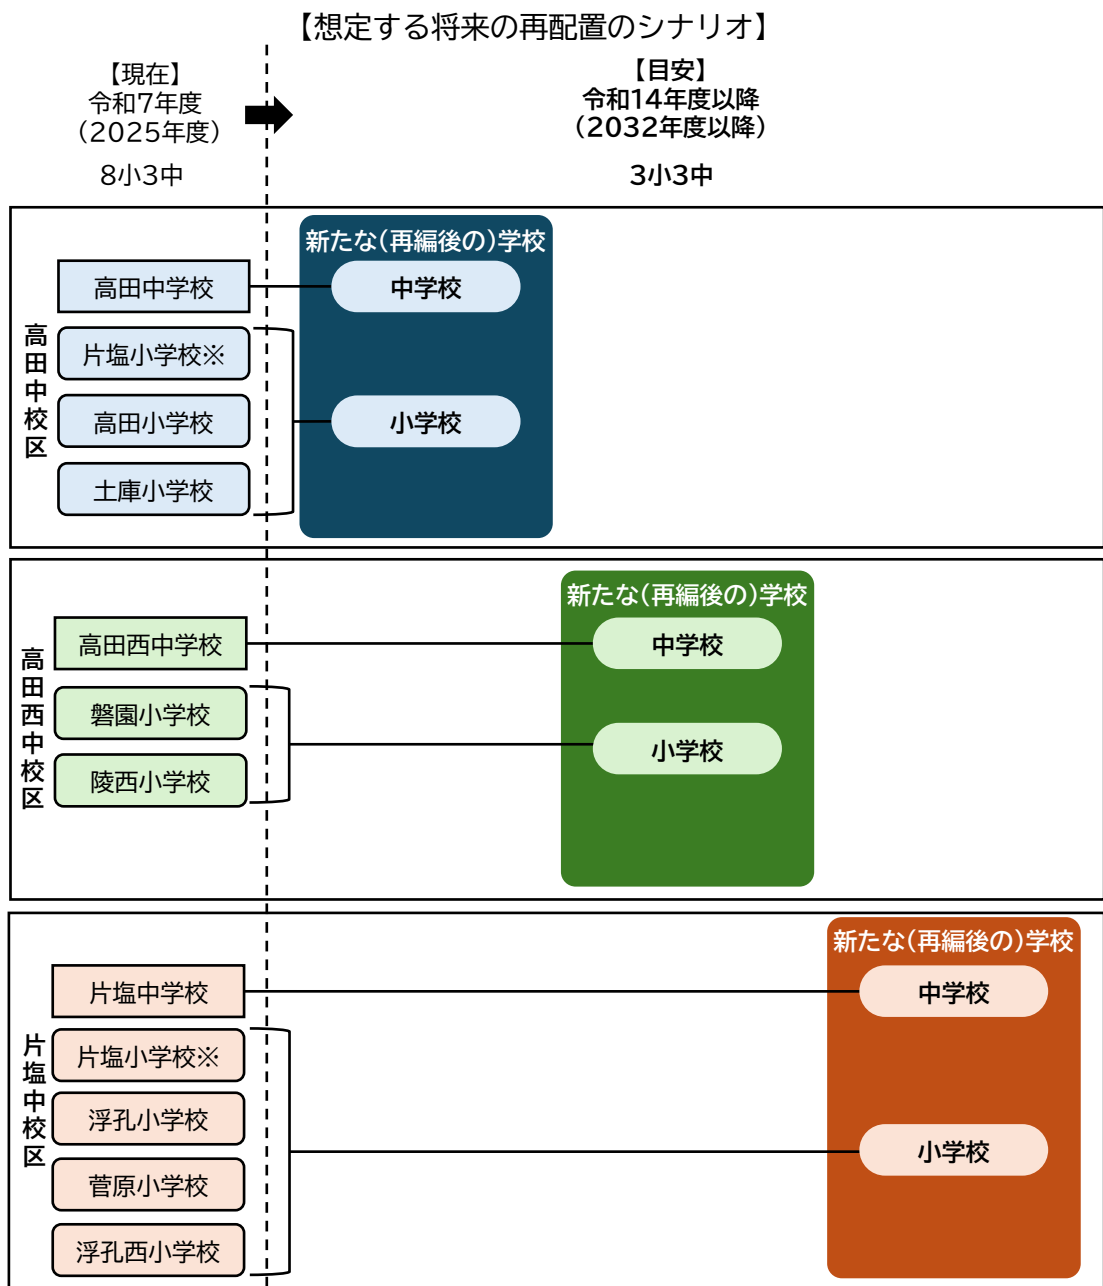 【想定する将来の再配置のシナリオ】
【現在】
令和7年度
（2025年度）
8小3中
【目安】
令和14年度以降
（2032年度以降）
3小3中
高田中校区
高田中学校
片塩小学校※
高田小学校
土庫小学校
新たな（再編後の）学校
中学校
小学校
高田西中校区
高田西中学校
磐園小学校
陵西小学校
新たな（再編後の）学校
中学校
小学校
片塩中校区
片塩中学校
片塩小学校※
浮孔小学校
菅原小学校
浮孔西小学校
新たな（再編後の）学校
中学校
小学校